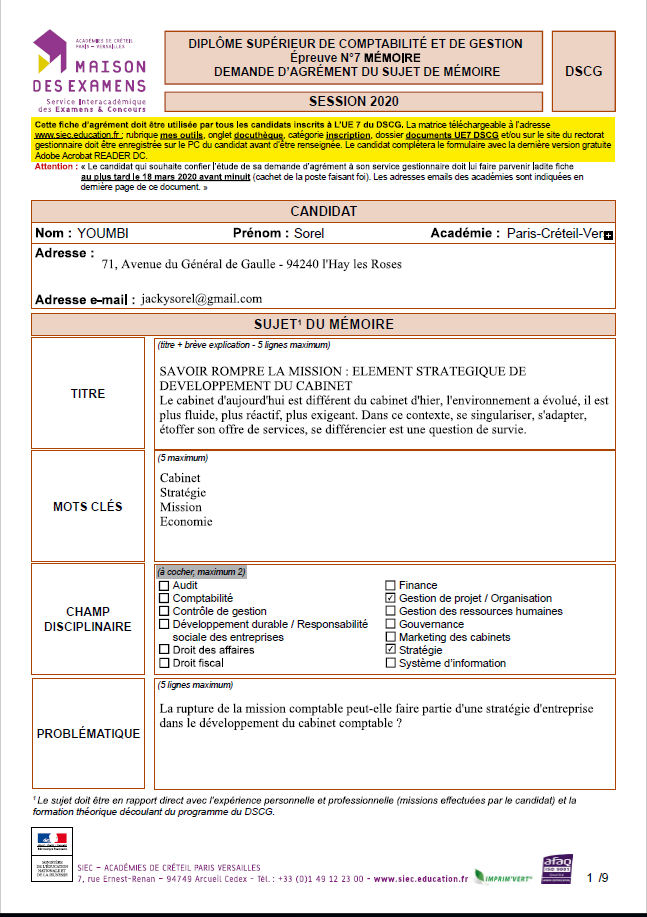 ACADÉMIES DE CRÉTEIL
PARIS – VERSAILLES
MAISON
DES EXAMENS
Service Interacadémique
des Examens & Concours
DIPLÔME SUPÉRIEUR DE COMPTABILITÉ ET DE GESTION
Épreuve N°7 MÉMOIRE
DEMANDE D'AGRÉMENT DU SUJET DE MÉMOIRE
DSCG
SESSION 2020
Cette fiche d'agrément doit être utilisée par tous les candidats inscrits à L'UE 7 du DSCG. La matrice téléchargeable à l'adresse
www.siec.education.fr ; rubrique mes outils, onglet docuthèque, catégorie inscription, dossier documents UE7 DSCG et/ou sur le site du rectorat
gestionnaire doit être enregistrée sur le PC du candidat avant d'être renseignée. Le candidat complétera le formulaire avec la dernière version gratuite
Adobe Acrobat READER DC.
Attention : « Le candidat qui souhaite confier l'étude de sa demande d'agrément à son service gestionnaire doit lui faire parvenir ladite fiche
au plus tard le 18 mars 2020 avant minuit (cachet de la poste faisant foi). Les adresses emails des académies sont indiquées en
dernière page de ce document. »
CANDIDAT
Nom : YOUMBI Prénom : Sorel Académie : Paris-Créteil-Ver
Adresse :
71, Avenue du Général de Gaulle - 94240 l'Hay les Roses
Adresse e-mail : jackysorel@gmail.com
SUJET¹ DU MÉMOIRE
TITRE
(titre + brève explication - 5 lignes maximum)
SAVOIR ROMPRE LA MISSION : ELEMENT STRATEGIQUE DE
DEVELOPPEMENT DU CABINET
Le cabinet d'aujourd'hui est différent du cabinet d'hier, l'environnement a évolué, il est
plus fluide, plus réactif, plus exigeant. Dans ce contexte, se singulariser, s'adapter,
étoffer son offre de services, se différencier est une question de survie.
MOTS CLÉS
(5 maximum)
Cabinet
Stratégie
Mission
Economie
CHAMP
DISCIPLINAIRE
(à cocher, maximum 2)
Audit
Comptabilité
Contrôle de gestion
Développement durable / Responsabilité
sociale des entreprises
Droit des affaires
Droit fiscal
Finance
Gestion de projet / Organisation
Gestion des ressources humaines
Gouvernance
Marketing des cabinets
Stratégie
Système d'information
PROBLÉMATIQUE
(5 lignes maximum)
La rupture de la mission comptable peut-elle faire partie d'une stratégie d'entreprise
dans le développement du cabinet comptable ?
¹ Le sujet doit être en rapport direct avec l'expérience personnelle et professionnelle (missions effectuées par le candidat) et la
formation théorique découlant du programme du DSCG.
MINISTÈRE
DE L'ÉDUCATION
NATIONALE ET
DE LA JEUNESSE
SIEC – ACADÉMIES DE CRÉTEIL PARIS VERSAILLES
7, rue Ernest-Renan – 94749 Arcueil Cedex - Tél. : +33 (0)1 49 12 23 00 - www.siec.education.fr
IMPRIM'VERT
afaq
1 /9